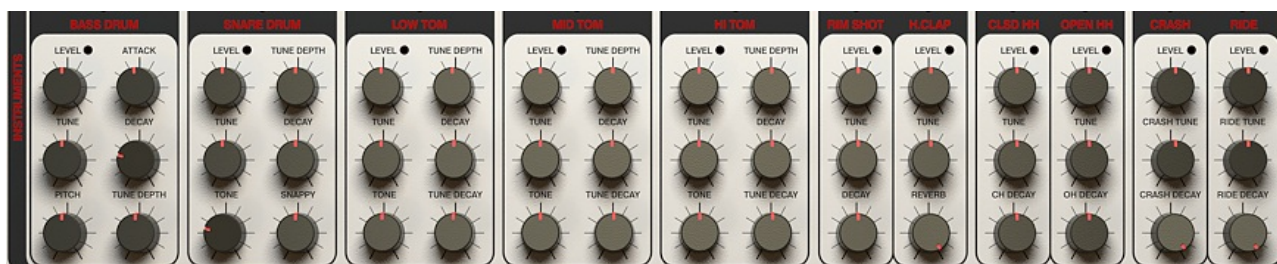 INSTRUMENTS
BASS DRUM SNARE DRUM LOW TOM MID TOM HI TOM RIM SHOT H.CLAP CLSD HH OPEN HH CRASH RIDE
LEVEL ATTACK LEVEL TUNE DEPTH LEVEL TUNE DEPTH LEVEL TUNE DEPTH LEVEL TUNE DEPTH LEVEL LEVEL LEVEL LEVEL LEVEL LEVEL
TUNE DECAY TUNE DECAY TUNE DECAY TUNE DECAY TUNE DECAY TUNE TUNE TUNE TUNE CRASH TUNE RIDE TUNE
PITCH TUNE DEPTH TONE SNAPPY TONE TUNE DECAY TONE TUNE DECAY TONE TUNE DECAY DECAY REVERB CH DECAY OH DECAY CRASH DECAY RIDE DECAY